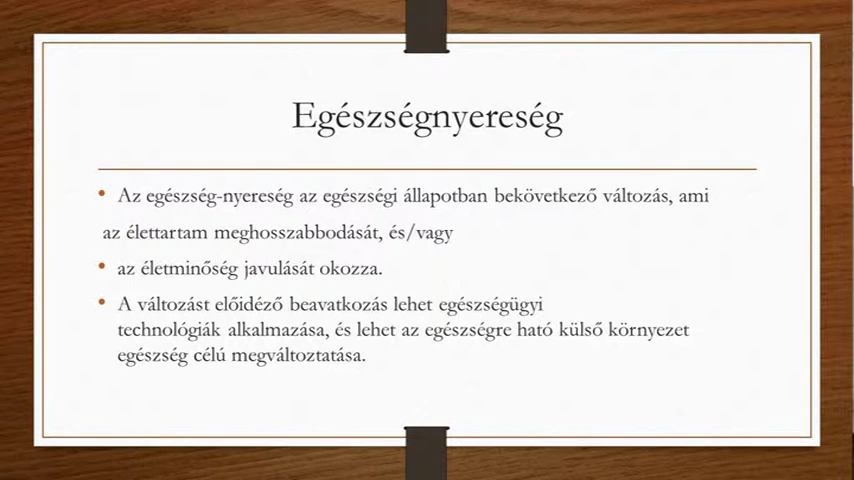 Egészségnyereség
• Az egészség-nyereség az egészségi állapotban bekövetkező változás, ami
az élettartam meghosszabbodását, és/vagy
• az életminőség javulását okozza.
• A változást előidéző beavatkozás lehet egészségügyi
technológiák alkalmazása, és lehet az egészségre ható külső környezet
egészség célú megváltoztatása.